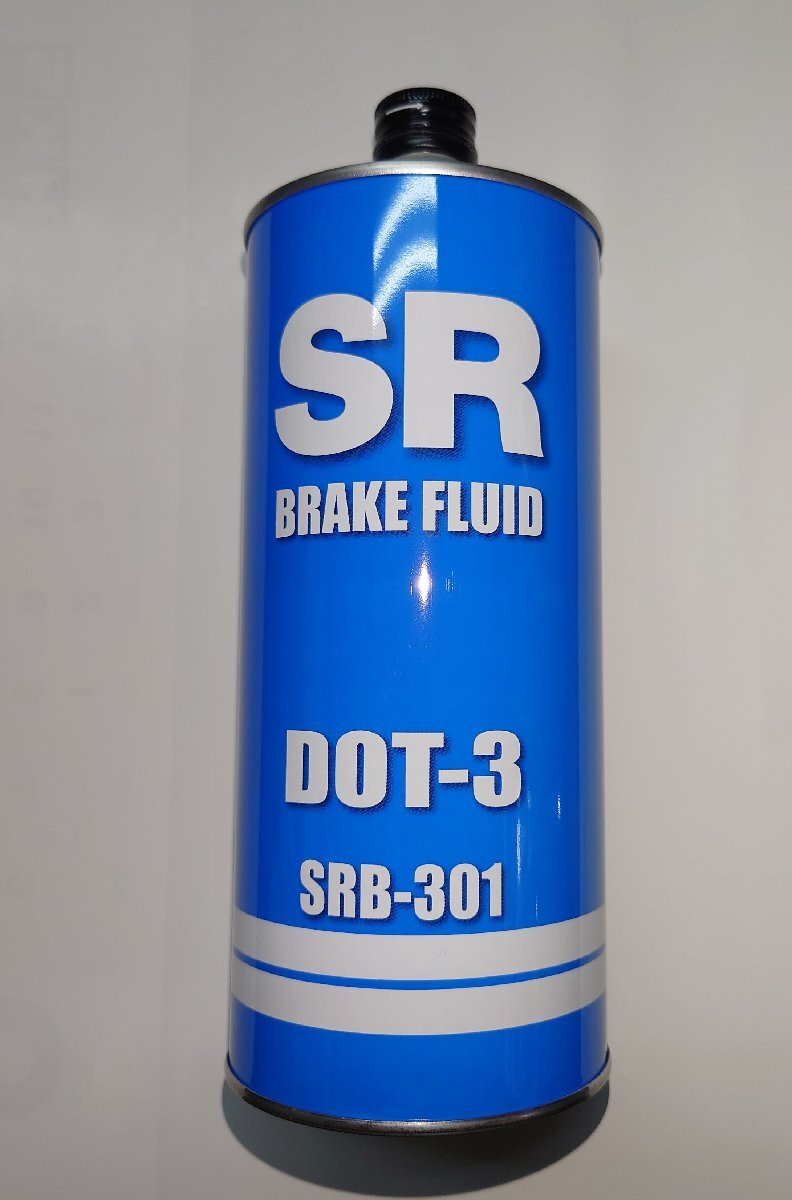 SR
BRAKE FLUID
DOT-3
SRB-301